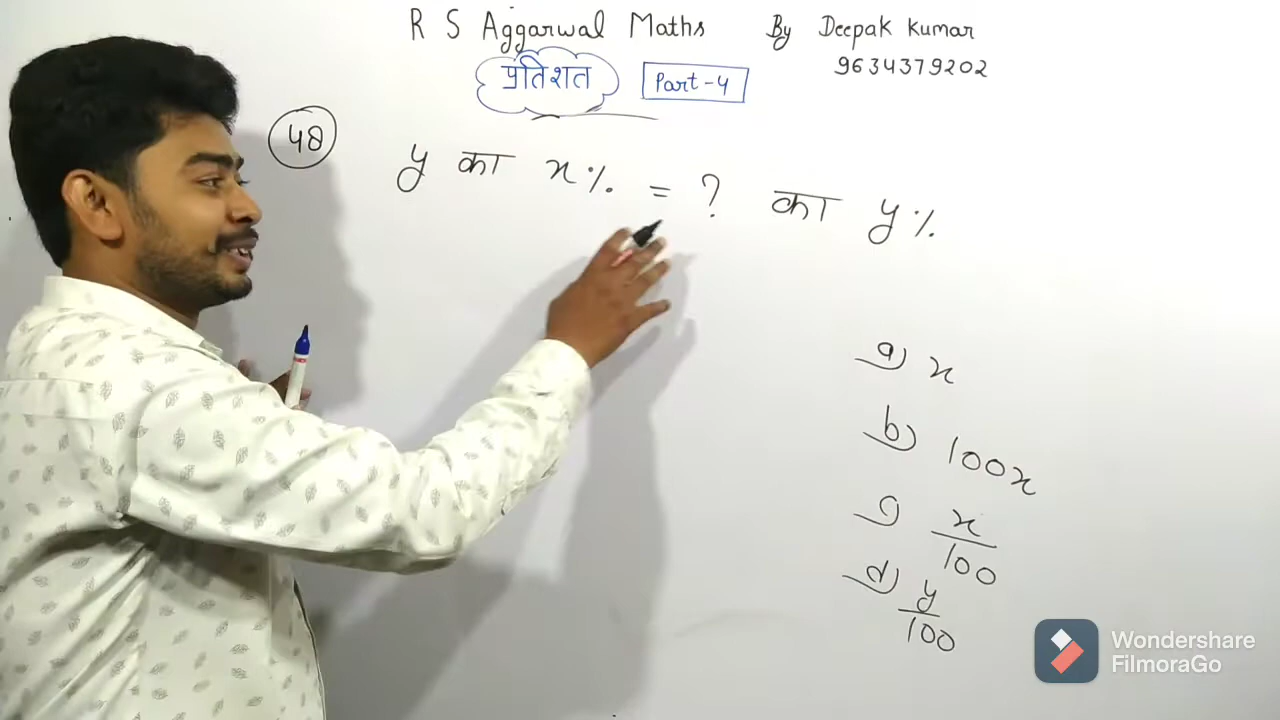 R S Aggarwal Maths By Deepak Kumar
9634379202
प्रतिशत Part-4
48 y का x% = ? का y%
a) x
b) 100x
c) x/100
d) y/100
Wondershare
FilmoraGo